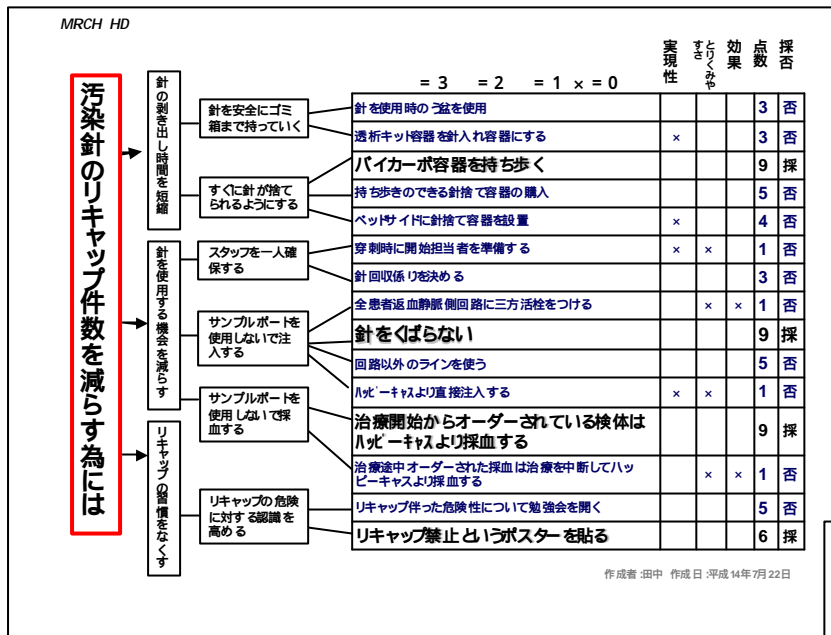 MRCH HD
実現性
とりくみやすさ
効果
点数
採否
= 3 = 2 = 1 × = 0
汚染針のリキャップ件数を減らす為には
針の剥き出し時間を短縮
針を使用する機会を減らす
リキャップの習慣をなくす
針を安全にゴミ
箱まで持っていく
すぐに針が捨て
られるようにする
スタッフを一人確
保する
サンプルポートを
使用しないで注
入する
サンプルポートを
使用しないで採
血する
リキャップの危険
に対する認識を
高める
針を使用時のう盆を使用 3 否
透析キット容器を針入れ容器にする × 3 否
バイカーボ容器を持ち歩く 9 採
持ち歩きのできる針捨て容器の購入 5 否
ベッドサイドに針捨て容器を設置 × 4 否
穿刺時に開始担当者を準備する × × 1 否
針回収係りを決める 3 否
全患者返血静脈側回路に三方活栓をつける × × 1 否
針をくばらない 9 採
回路以外のラインを使う 5 否
ハッピーキャスより直接注入する × × 1 否
治療開始からオーダーされている検体は
ハッピーキャスより採血する 9 採
治療途中オーダーされた採血は治療を中断してハッ
ピーキャスより採血する × × 1 否
リキャップ伴った危険性について勉強会を開く 5 否
リキャップ禁止というポスターを貼る 6 採
作成者:田中 作成日:平成14年7月22日